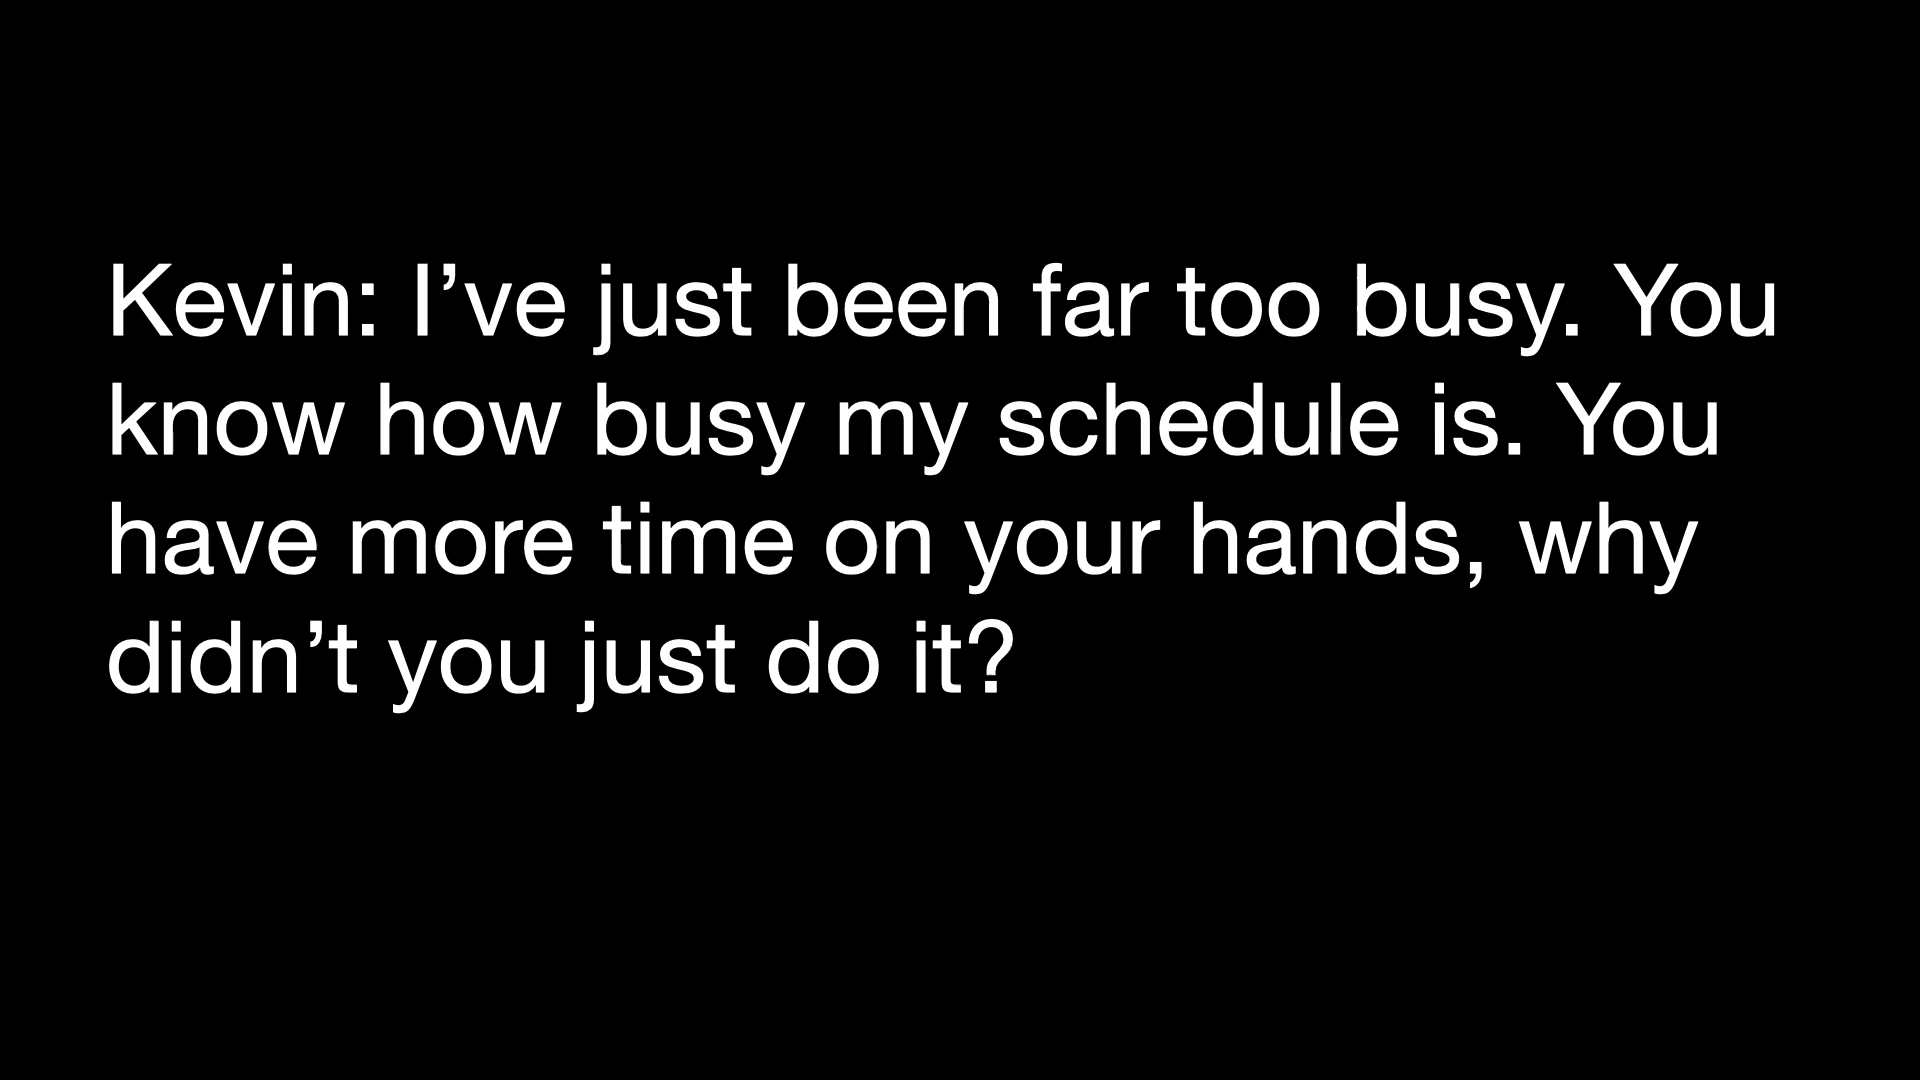 Kevin: I’ve just been far too busy. You
know how busy my schedule is. You
have more time on your hands, why
didn’t you just do it?